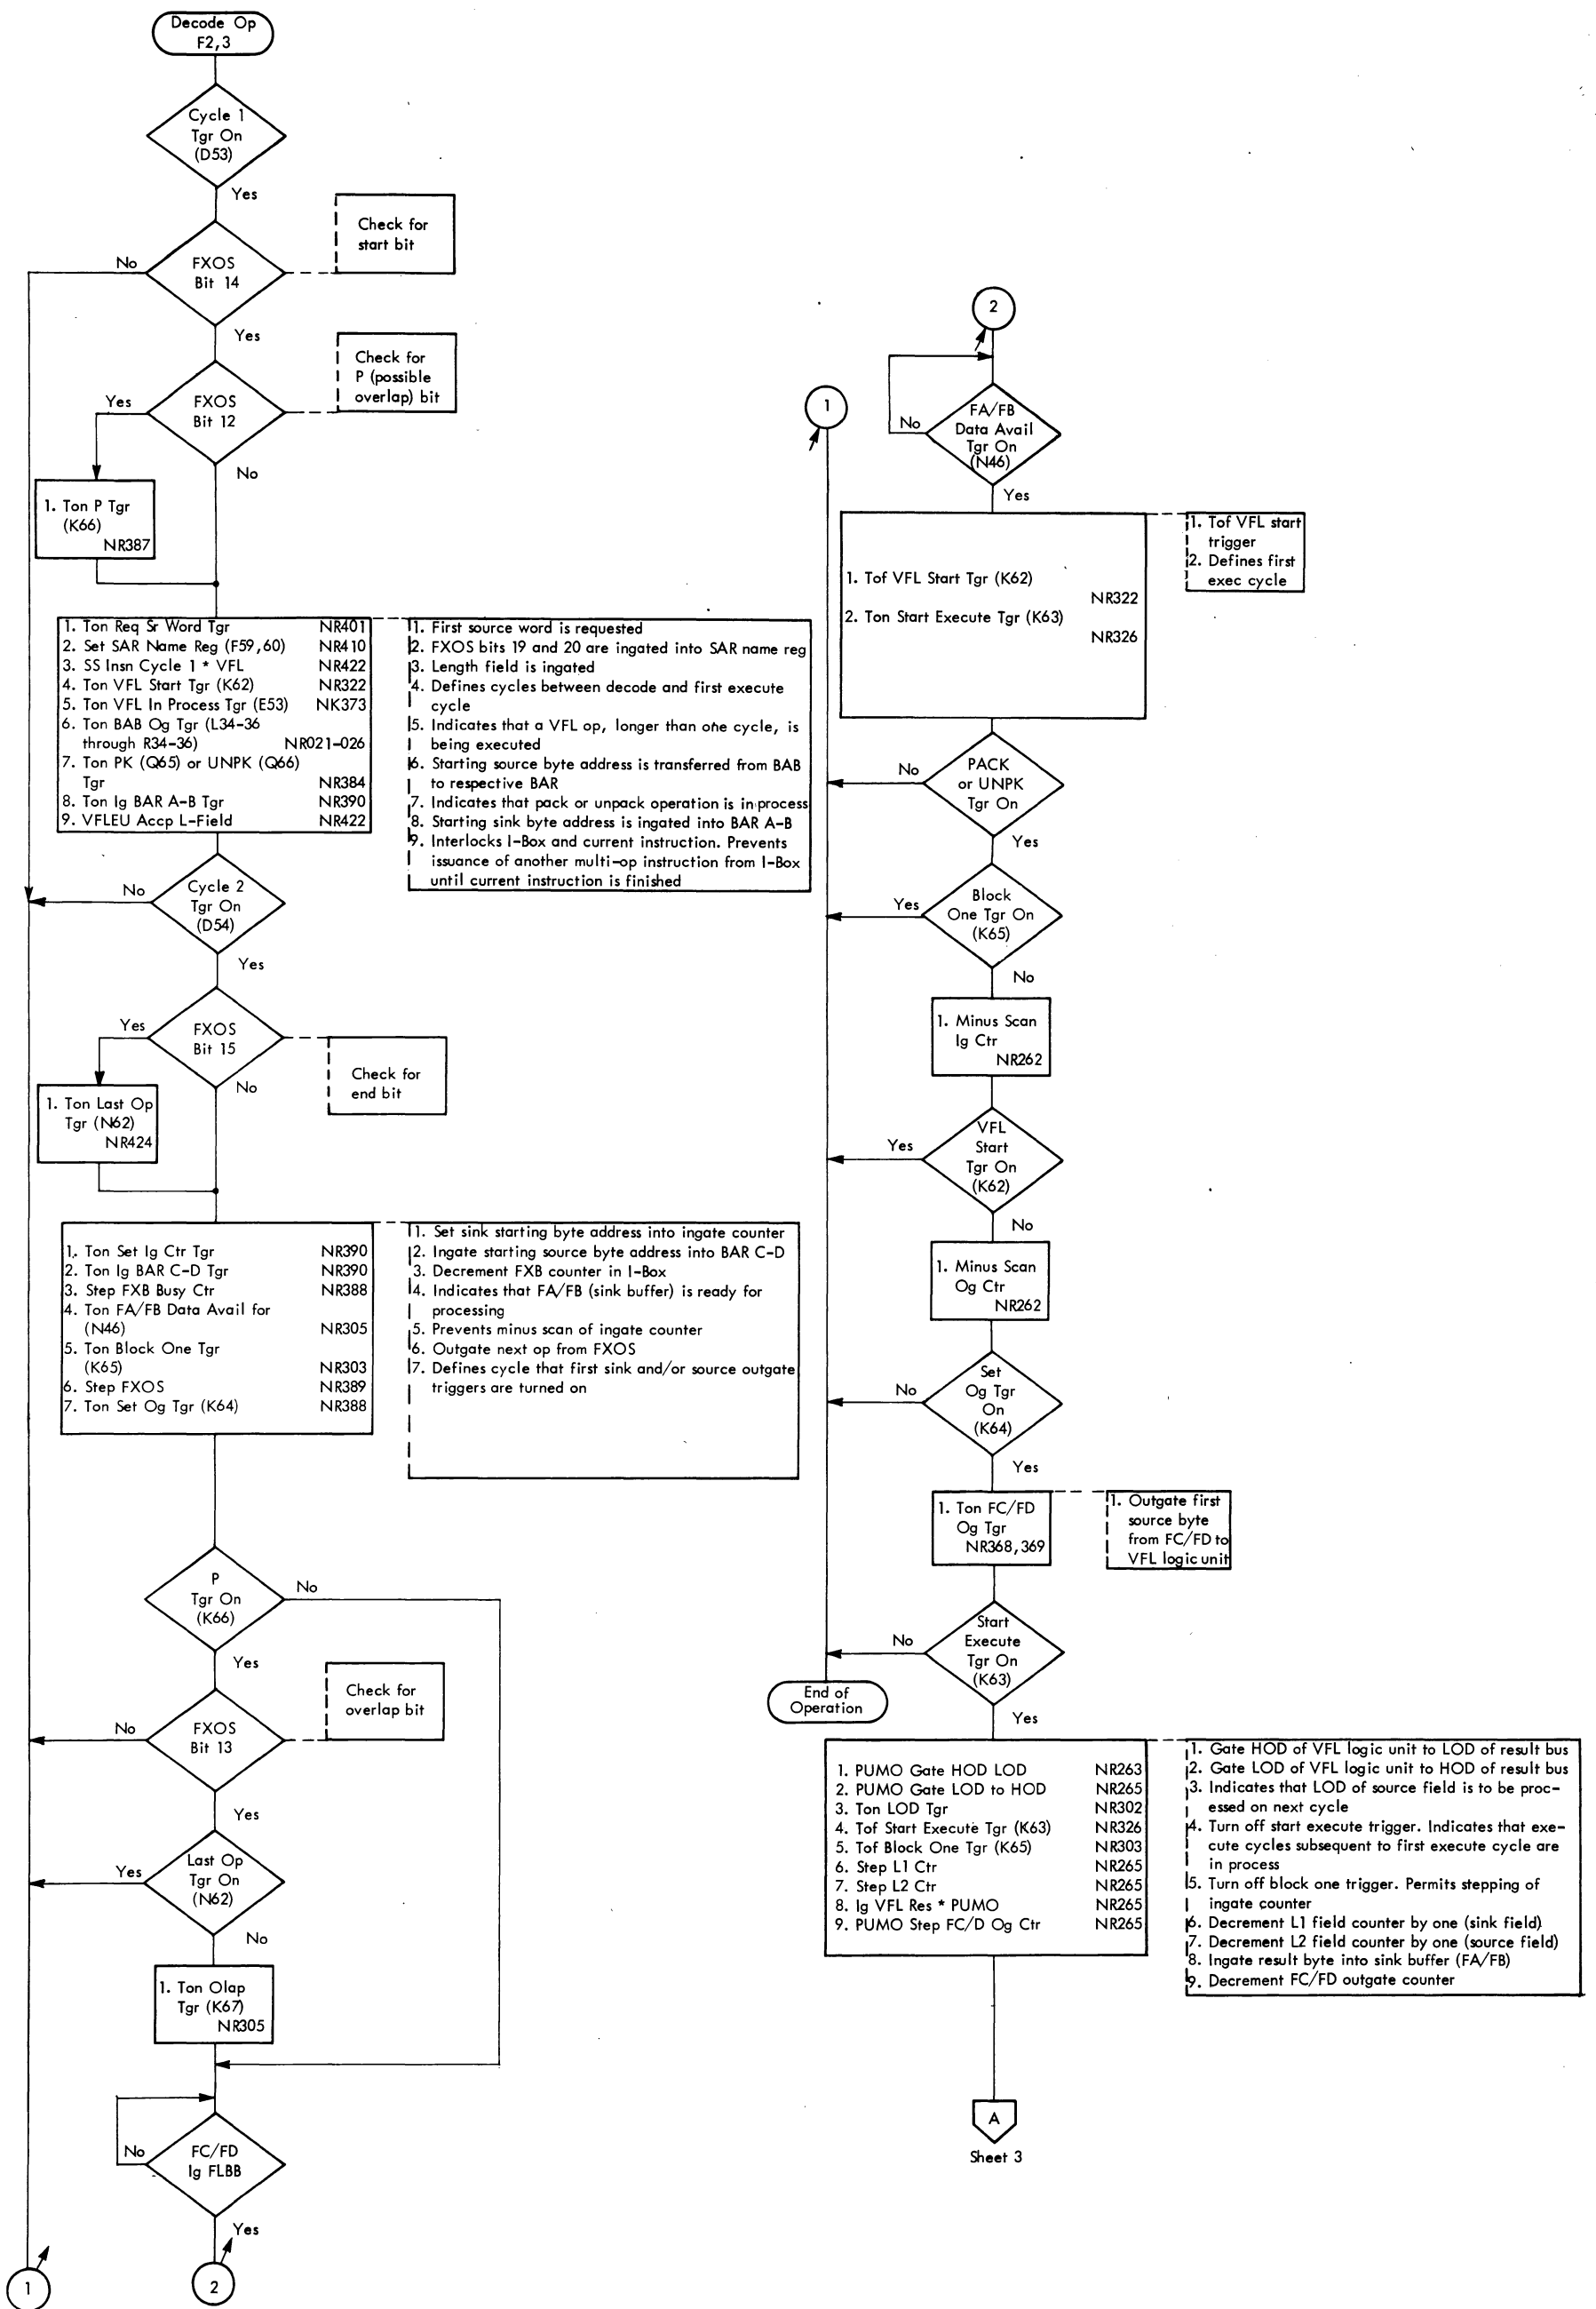 Decode Op
F2,3
Cycle 1
Tgr On
(D53)
Yes
Check for
start bit
No
FXOS
Bit 14
Yes
Check for
P (possible
overlap) bit
Yes
FXOS
Bit 12
No
1. Ton P Tgr
(K66)
NR387
1. Ton Req Sr Word Tgr NR401
2. Set SAR Name Reg (F59,60) NR410
3. SS Insn Cycle 1 * VFL NR422
4. Ton VFL Start Tgr (K62) NR322
5. Ton VFL In Process Tgr (E53) NK373
6. Ton BAB Og Tgr (L34-36
through R34-36) NR021-026
7. Ton PK (Q65) or UNPK (Q66)
Tgr NR384
8. Ton Ig BAR A-B Tgr NR390
9. VFLEU Accp L-Field NR422
1. First source word is requested
2. FXOS bits 19 and 20 are ingated into SAR name reg
3. Length field is ingated
4. Defines cycles between decode and first execute
cycle
5. Indicates that a VFL op, longer than one cycle, is
being executed
6. Starting source byte address is transferred from BAB
to respective BAR
7. Indicates that pack or unpack operation is in process
8. Starting sink byte address is ingated into BAR A-B
9. Interlocks I-Box and current instruction. Prevents
issuance of another multi-op instruction from I-Box
until current instruction is finished
No
Cycle 2
Tgr On
(D54)
Yes
Yes
FXOS
Bit 15
No
Check for
end bit
1. Ton Last Op
Tgr (N62)
NR424
1. Ton Set Ig Ctr Tgr NR390
2. Ton Ig BAR C-D Tgr NR390
3. Step FXB Busy Ctr NR388
4. Ton FA/FB Data Avail for
(N46) NR305
5. Ton Block One Tgr
(K65) NR303
6. Step FXOS NR389
7. Ton Set Og Tgr (K64) NR388
1. Set sink starting byte address into ingate counter
2. Ingate starting source byte address into BAR C-D
3. Decrement FXB counter in I-Box
4. Indicates that FA/FB (sink buffer) is ready for
processing
5. Prevents minus scan of ingate counter
6. Outgate next op from FXOS
7. Defines cycle that first sink and/or source outgate
triggers are turned on
P
Tgr On
(K66)
No
Yes
Check for
overlap bit
No
FXOS
Bit 13
Yes
Yes
Last Op
Tgr On
(N62)
No
1. Ton Olap
Tgr (K67)
NR305
No
FC/FD
Ig FLBB
Yes
1
2
2
1
No
FA/FB
Data Avail
Tgr On
(N46)
Yes
1. Tof VFL Start Tgr (K62)
NR322
2. Ton Start Execute Tgr (K63)
NR326
1. Tof VFL start
trigger
2. Defines first
exec cycle
No
PACK
or UNPK
Tgr On
Yes
Yes
Block
One Tgr On
(K65)
No
1. Minus Scan
Ig Ctr
NR262
Yes
VFL
Start
Tgr On
(K62)
No
1. Minus Scan
Og Ctr
NR262
No
Set
Og Tgr
On
(K64)
Yes
1. Ton FC/FD
Og Tgr
NR368,369
1. Outgate first
source byte
from FC/FD to
VFL logic unit
No
Start
Execute
Tgr On
(K63)
Yes
End of
Operation
1. PUMO Gate HOD LOD NR263
2. PUMO Gate LOD to HOD NR265
3. Ton LOD Tgr NR302
4. Tof Start Execute Tgr (K63) NR326
5. Tof Block One Tgr (K65) NR303
6. Step L1 Ctr NR265
7. Step L2 Ctr NR265
8. Ig VFL Res * PUMO NR265
9. PUMO Step FC/D Og Ctr NR265
1. Gate HOD of VFL logic unit to LOD of result bus
2. Gate LOD of VFL logic unit to HOD of result bus
3. Indicates that LOD of source field is to be proc-
essed on next cycle
4. Turn off start execute trigger. Indicates that exe-
cute cycles subsequent to first execute cycle are
in process
5. Turn off block one trigger. Permits stepping of
ingate counter
6. Decrement L1 field counter by one (sink field)
7. Decrement L2 field counter by one (source field)
8. Ingate result byte into sink buffer (FA/FB)
9. Decrement FC/FD outgate counter
A
Sheet 3